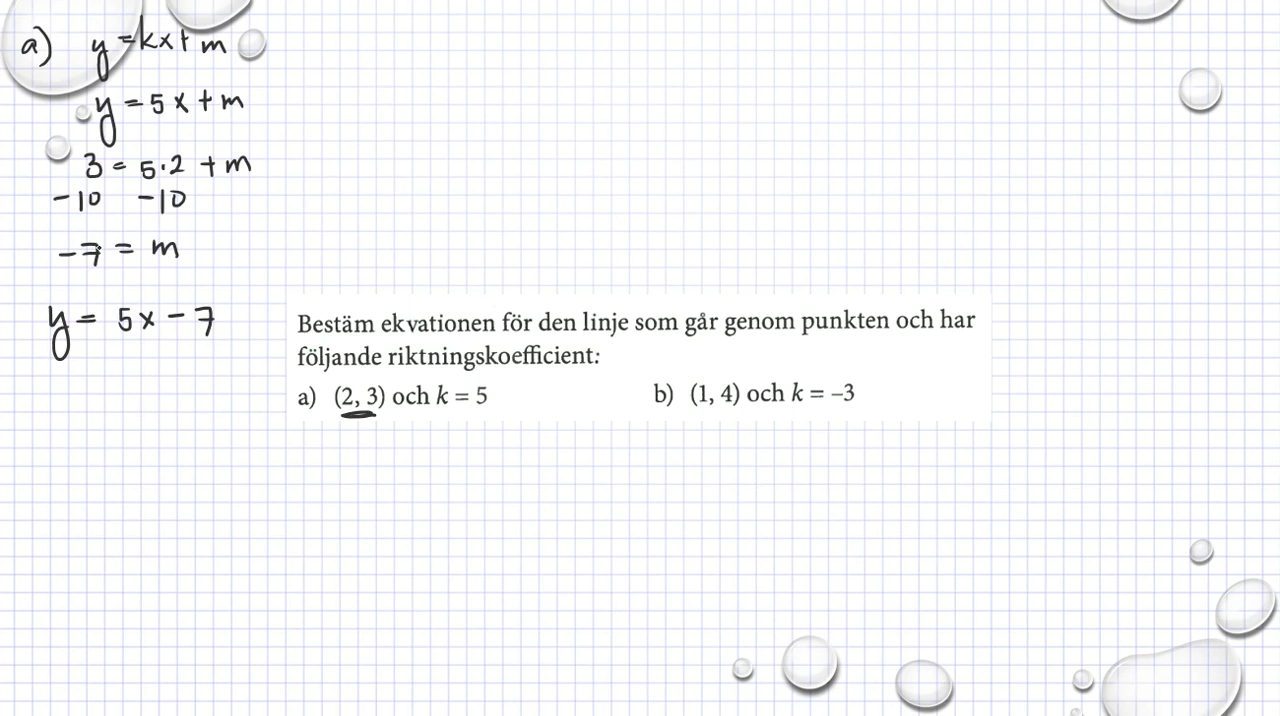 a) y = kx + m
y = 5x + m
3 = 5·2 + m
-10 -10
-7 = m
y = 5x - 7
Bestäm ekvationen för den linje som går genom punkten och har
följande riktningskoefficient:
a) (2, 3) och k = 5 b) (1, 4) och k = –3